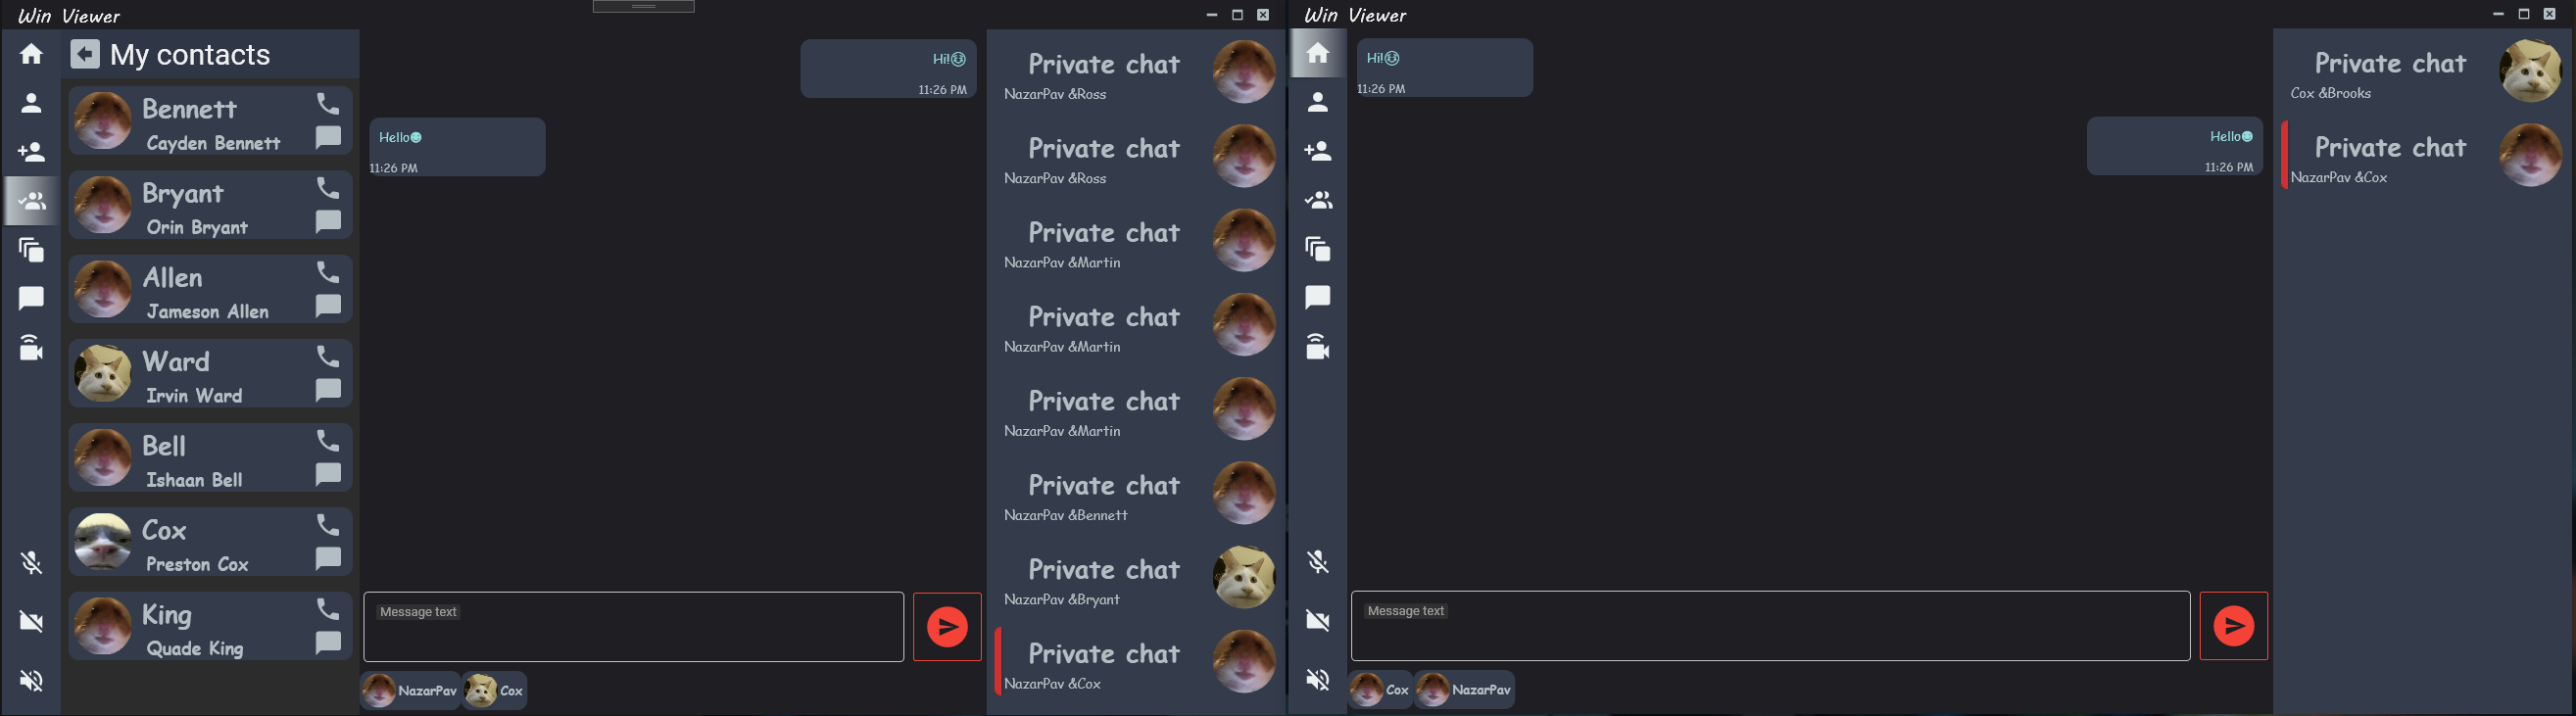 Win Viewer
My contacts
Bennett
Cayden Bennett
Bryant
Orin Bryant
Allen
Jameson Allen
Ward
Irvin Ward
Bell
Ishaan Bell
Cox
Preston Cox
King
Quade King
Hi!😂
11:26 PM
Hello☻
11:26 PM
Message text
NazarPav
Cox
Private chat
NazarPav &Ross
Private chat
NazarPav &Ross
Private chat
NazarPav &Martin
Private chat
NazarPav &Martin
Private chat
NazarPav &Martin
Private chat
NazarPav &Bennett
Private chat
NazarPav &Bryant
Private chat
NazarPav &Cox
Win Viewer
Hi!😂
11:26 PM
Hello☻
11:26 PM
Message text
Cox
NazarPav
Private chat
Cox &Brooks
Private chat
NazarPav &Cox